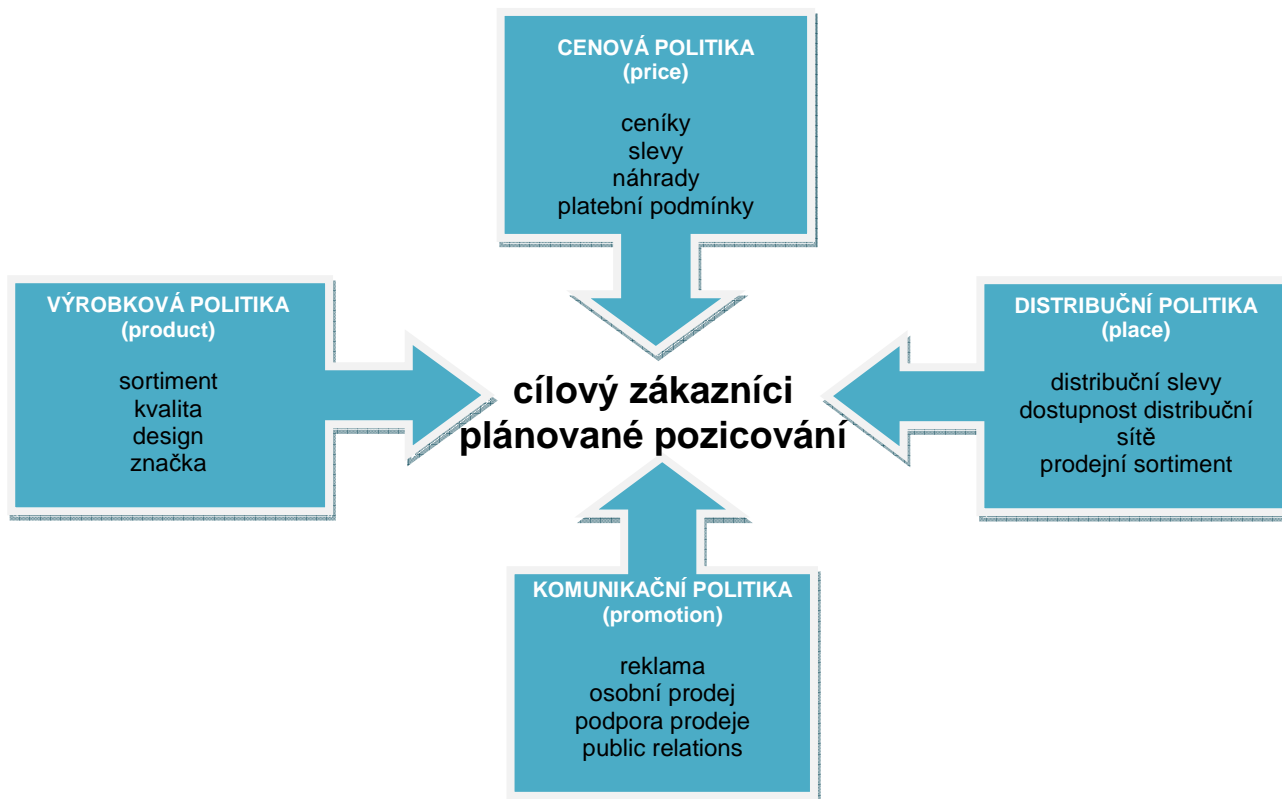 CENOVÁ POLITIKA
(price)
ceníky
slevy
náhrady
platební podmínky
VÝROBKOVÁ POLITIKA
(product)
sortiment
kvalita
design
značka
cílový zákazníci
plánované pozicování
DISTRIBUČNÍ POLITIKA
(place)
distribuční slevy
dostupnost distribuční
sítě
prodejní sortiment
KOMUNIKAČNÍ POLITIKA
(promotion)
reklama
osobní prodej
podpora prodeje
public relations